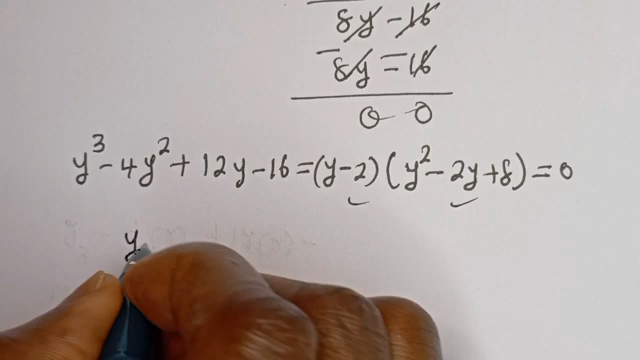 8y - 16
8y - 16
0 0
y³ - 4y² + 12y - 16 = (y - 2)(y² - 2y + 8) = 0
y